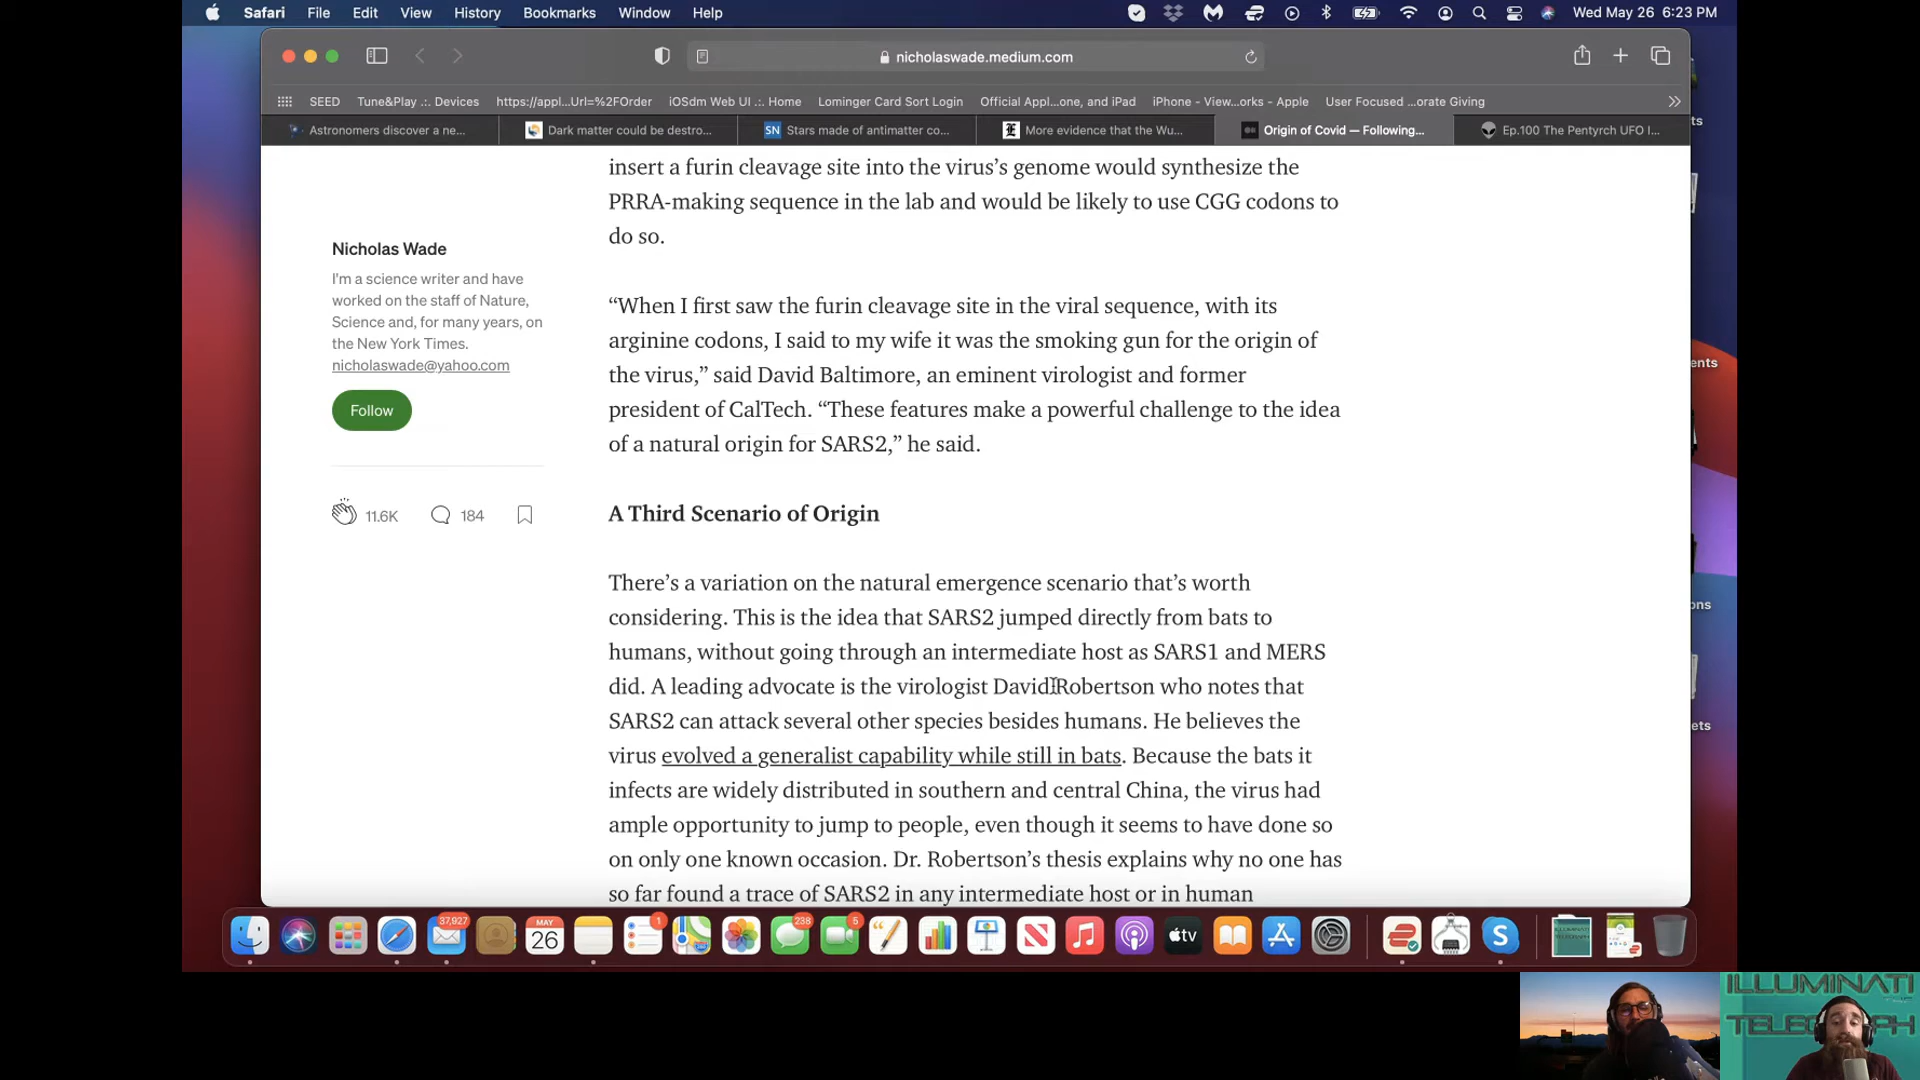 Safari File Edit View History Bookmarks Window Help Wed May 26 6:23 PM
nicholaswade.medium.com
SEED Tune&Play .:. Devices https://appl...Url=%2FOrder iOSdm Web UI .:. Home Lominger Card Sort Login Official Appl...one, and iPad iPhone - View...orks - Apple User Focused ...orate Giving
Astronomers discover a ne... Dark matter could be destro... SN Stars made of antimatter co... More evidence that the Wu... Origin of Covid — Following... Ep.100 The Pentyrch UFO I...
insert a furin cleavage site into the virus’s genome would synthesize the
PRRA-making sequence in the lab and would be likely to use CGG codons to
do so.
Nicholas Wade
I'm a science writer and have
worked on the staff of Nature,
Science and, for many years, on
the New York Times.
nicholaswade@yahoo.com
Follow
11.6K 184
“When I first saw the furin cleavage site in the viral sequence, with its
arginine codons, I said to my wife it was the smoking gun for the origin of
the virus,” said David Baltimore, an eminent virologist and former
president of CalTech. “These features make a powerful challenge to the idea
of a natural origin for SARS2,” he said.
A Third Scenario of Origin
There’s a variation on the natural emergence scenario that’s worth
considering. This is the idea that SARS2 jumped directly from bats to
humans, without going through an intermediate host as SARS1 and MERS
did. A leading advocate is the virologist David Robertson who notes that
SARS2 can attack several other species besides humans. He believes the
virus evolved a generalist capability while still in bats. Because the bats it
infects are widely distributed in southern and central China, the virus had
ample opportunity to jump to people, even though it seems to have done so
on only one known occasion. Dr. Robertson’s thesis explains why no one has
so far found a trace of SARS2 in any intermediate host or in human
ts
ents
ons
ets
37,927 MAY 26 1 238 5 tv
ILLUMINATI